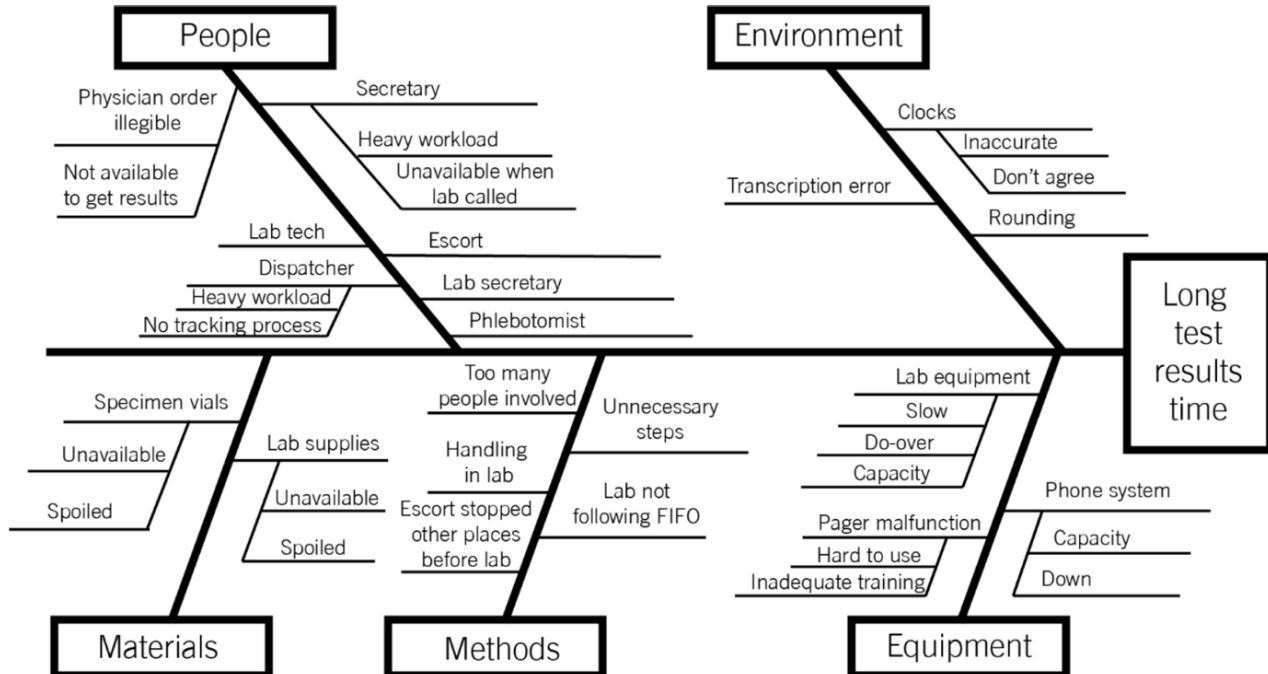 People
Environment
Physician order
illegible
Not available
to get results
Secretary
Heavy workload
Unavailable when
lab called
Lab tech
Dispatcher
Heavy workload
No tracking process
Escort
Lab secretary
Phlebotomist
Clocks
Inaccurate
Don't agree
Transcription error
Rounding
Long
test
results
time
Specimen vials
Unavailable
Spoiled
Lab supplies
Unavailable
Spoiled
Too many
people involved
Handling
in lab
Escort stopped
other places
before lab
Unnecessary
steps
Lab not
following FIFO
Lab equipment
Slow
Do-over
Capacity
Pager malfunction
Hard to use
Inadequate training
Phone system
Capacity
Down
Materials
Methods
Equipment